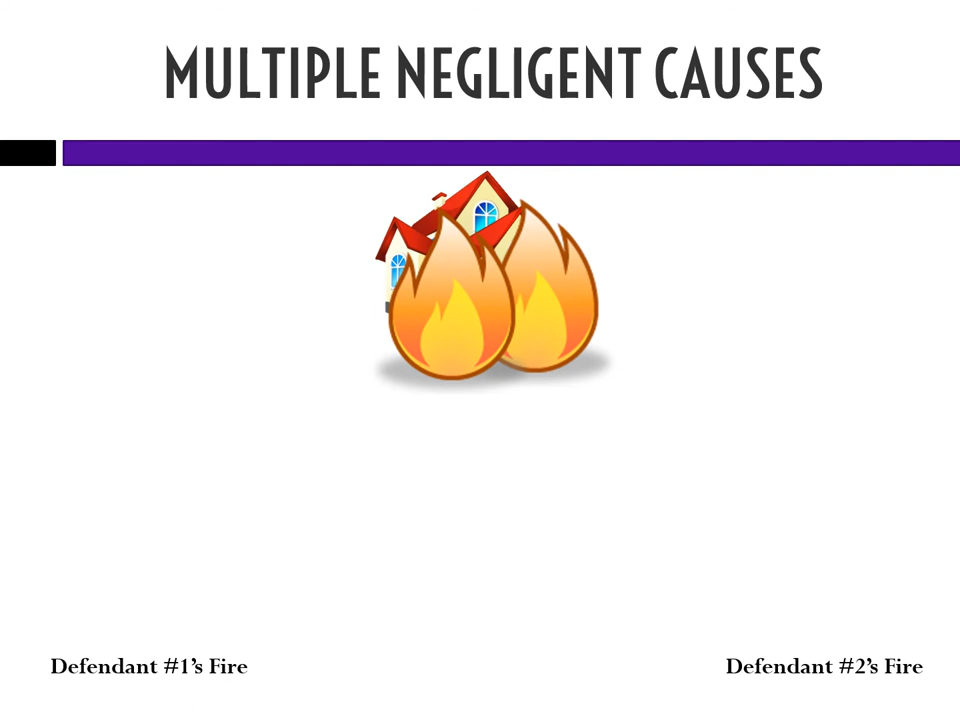 MULTIPLE NEGLIGENT CAUSES
Defendant #1's Fire
Defendant #2's Fire